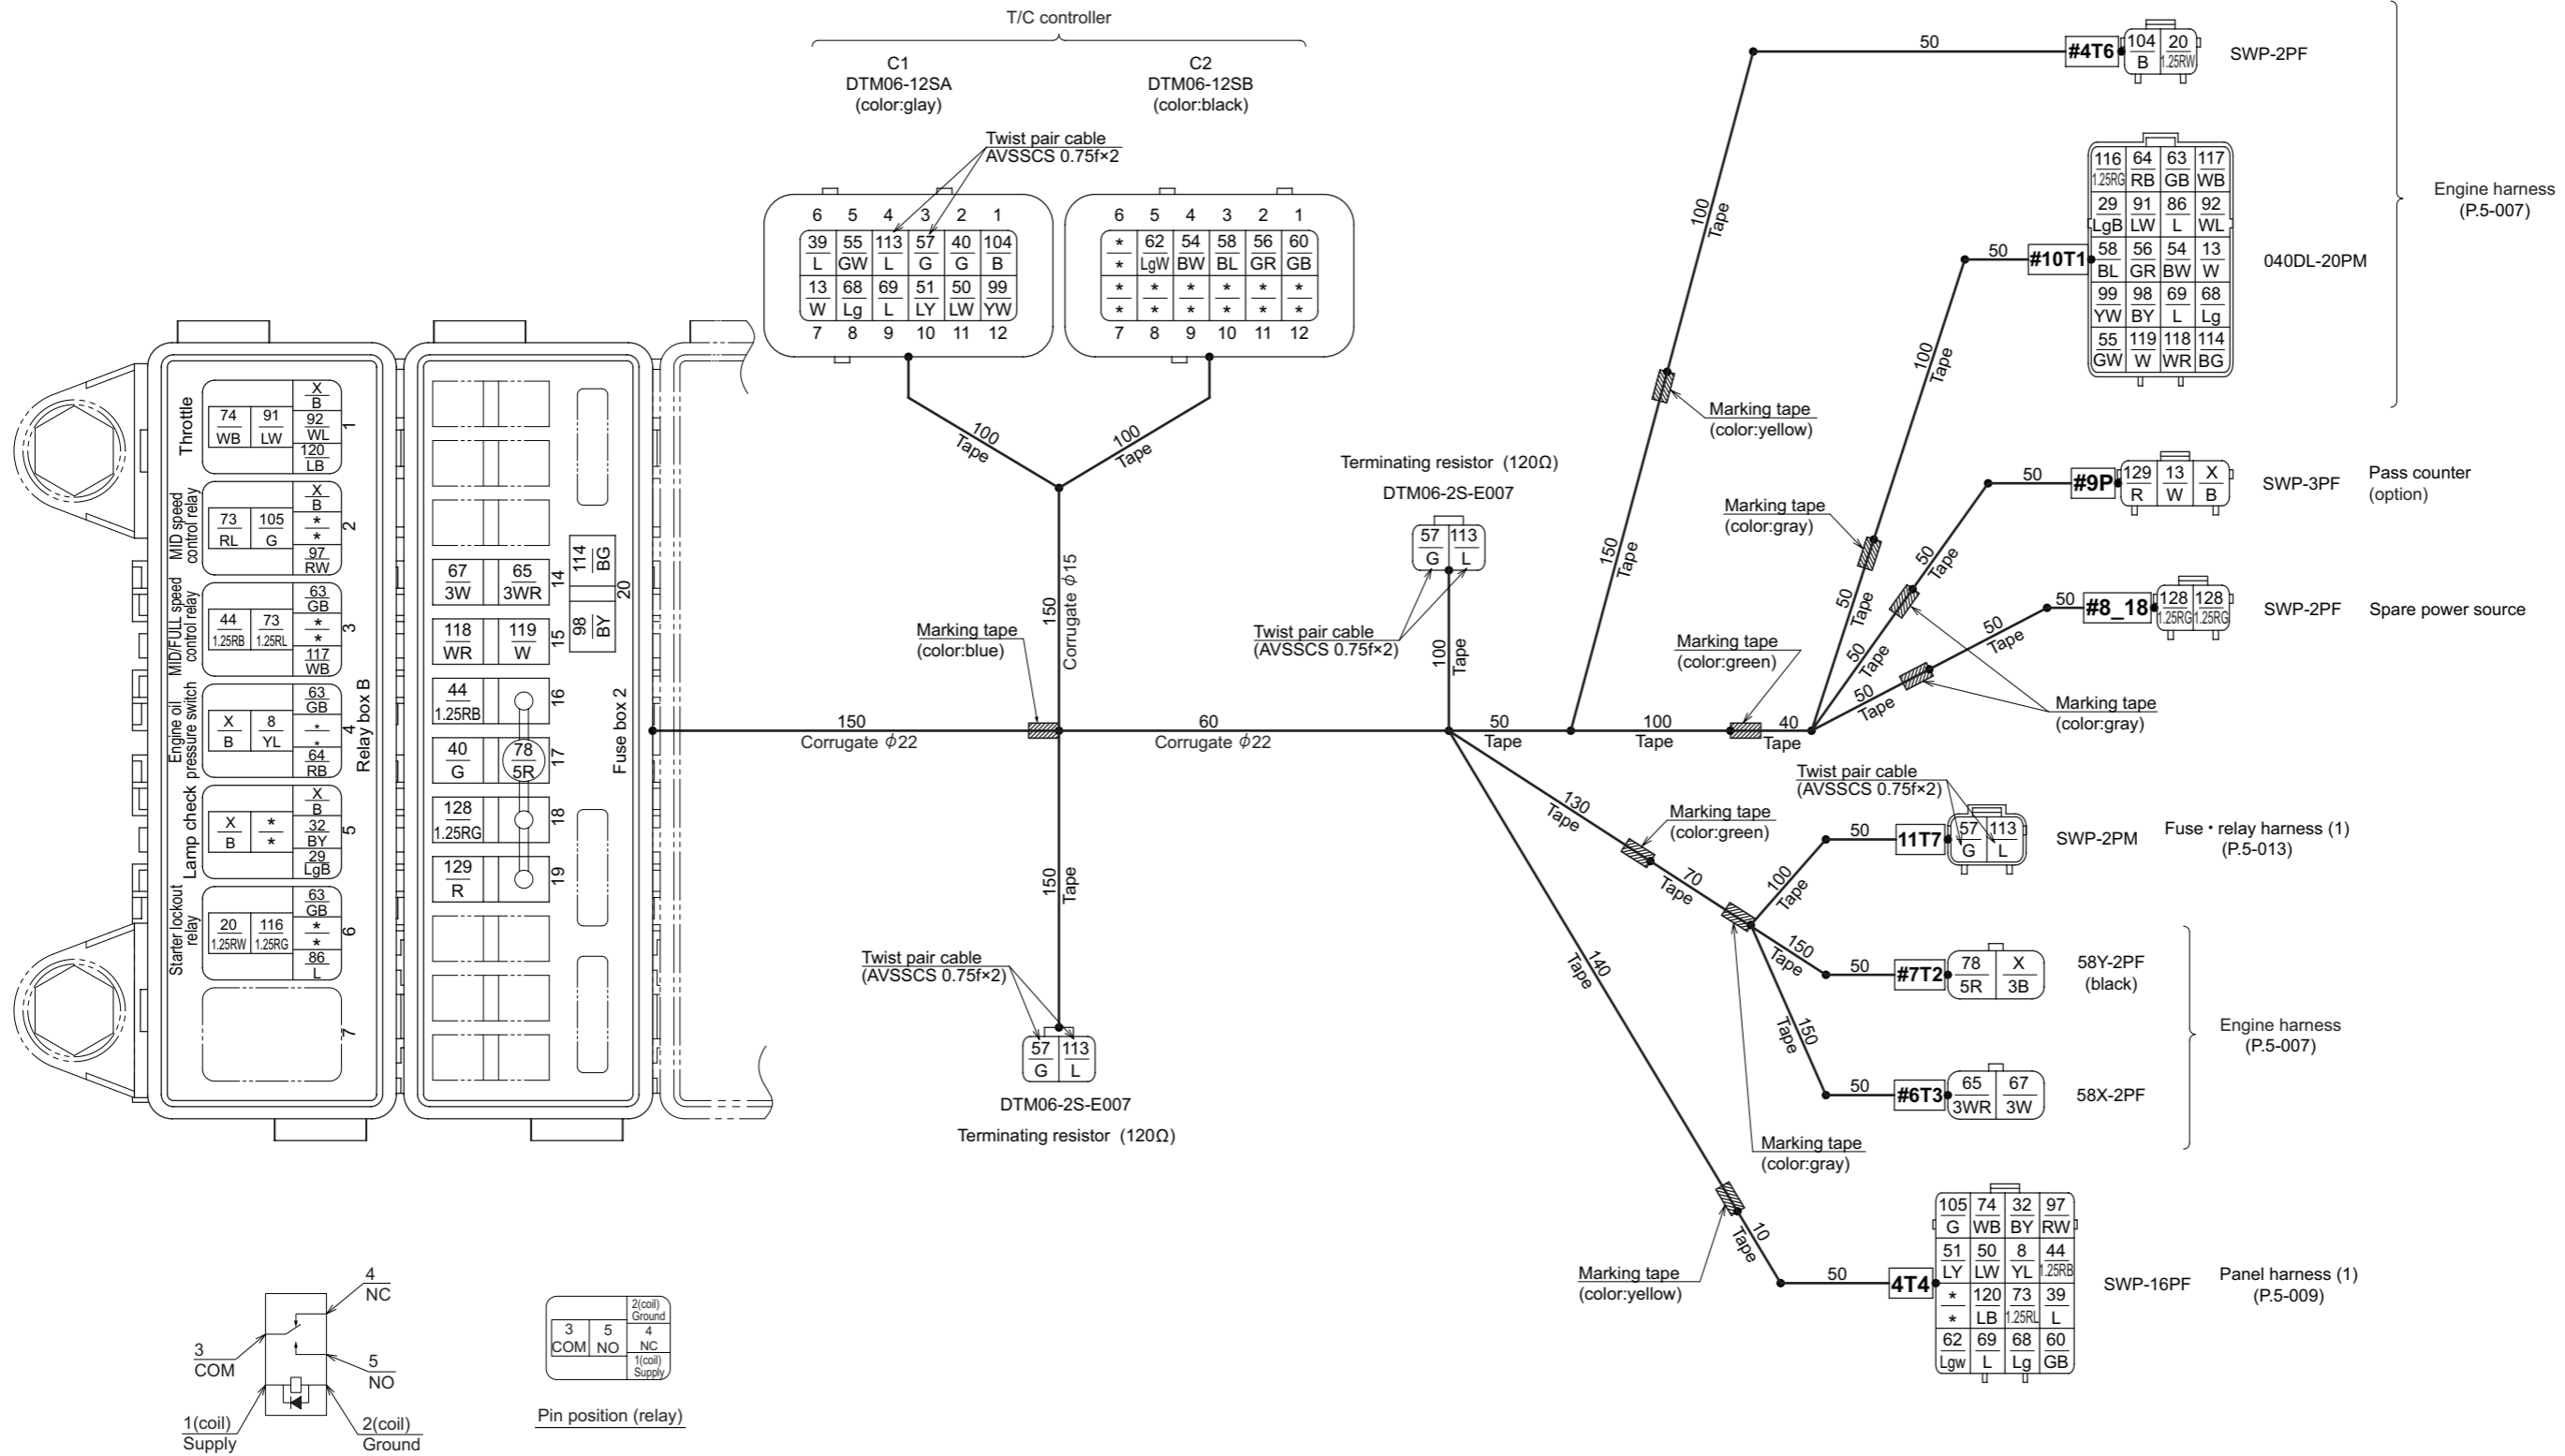 T/C controller
C1
DTM06-12SA
(color:glay)
C2
DTM06-12SB
(color:black)
Twist pair cable
AVSSCS 0.75f×2
6 5 4 3 2 1
39 55 113 57 40 104
L GW L G G B
13 68 69 51 50 99
W Lg L LY LW YW
7 8 9 10 11 12
6 5 4 3 2 1
* 62 54 58 56 60
* LgW BW BL GR GB
* * * * * *
* * * * * *
7 8 9 10 11 12
100
Tape
100
Tape
150
Corrugate ϕ15
Throttle
74 91
WB LW
X
B
92
WL
120
LB
1
MID speed
control relay
73 105
RL G
X
B
*
*
97
RW
2
MID/FULL speed
control relay
44 73
1.25RB 1.25RL
63
GB
*
*
117
WB
3
Engine oil
pressure switch
X 8
B YL
63
GB
*
*
64
RB
4
Lamp check
X *
B *
X
B
32
BY
29
LgB
5
Starter lockout
relay
20 116
1.25RW 1.25RG
63
GB
*
*
86
L
6
7
Relay box B
67 65
3W 3WR
14
118 119
WR W
15
44
1.25RB
16
40 78
G 5R
17
128
1.25RG
18
129
R
19
114
BG
98
BY
20
Fuse box 2
150
Corrugate ϕ22
Marking tape
(color:blue)
60
Corrugate ϕ22
150
Tape
Twist pair cable
(AVSSCS 0.75f×2)
57 113
G L
DTM06-2S-E007
Terminating resistor (120Ω)
Terminating resistor (120Ω)
DTM06-2S-E007
57 113
G L
Twist pair cable
(AVSSCS 0.75f×2)
100
Tape
50
Tape
150
Tape
Marking tape
(color:yellow)
100
Tape
50
#4T6
104 20
B 1.25RW
SWP-2PF
100
Tape
Marking tape
(color:green)
40
Tape
50
Tape
Marking tape
(color:gray)
100
Tape
50
#10T1
116 64 63 117
1.25RG RB GB WB
29 91 86 92
LgB LW L WL
58 56 54 13
BL GR BW W
99 98 69 68
YW BY L Lg
55 119 118 114
GW W WR BG
040DL-20PM
Engine harness
(P.5-007)
50
Tape
50
Tape
50
#9P
129 13 X
R W B
SWP-3PF
Pass counter
(option)
50
Tape
50
Tape
50
#8_18
128 128
1.25RG 1.25RG
SWP-2PF
Spare power source
Marking tape
(color:gray)
130
Tape
Marking tape
(color:green)
70
Tape
Twist pair cable
(AVSSCS 0.75f×2)
100
Tape
50
11T7
57 113
G L
SWP-2PM
Fuse・relay harness (1)
(P.5-013)
150
Tape
50
#7T2
78 X
5R 3B
58Y-2PF
(black)
150
Tape
50
#6T3
65 67
3WR 3W
58X-2PF
Engine harness
(P.5-007)
Marking tape
(color:gray)
140
Tape
Marking tape
(color:yellow)
10
Tape
50
4T4
105 74 32 97
G WB BY RW
51 50 8 44
LY LW YL 1.25RB
* 120 73 39
* LB 1.25RL L
62 69 68 60
Lgw L Lg GB
SWP-16PF
Panel harness (1)
(P.5-009)
4
NC
3
COM
5
NO
1(coil)
Supply
2(coil)
Ground
3 5
COM NO
2(coil)
Ground
4
NC
1(coil)
Supply
Pin position (relay)